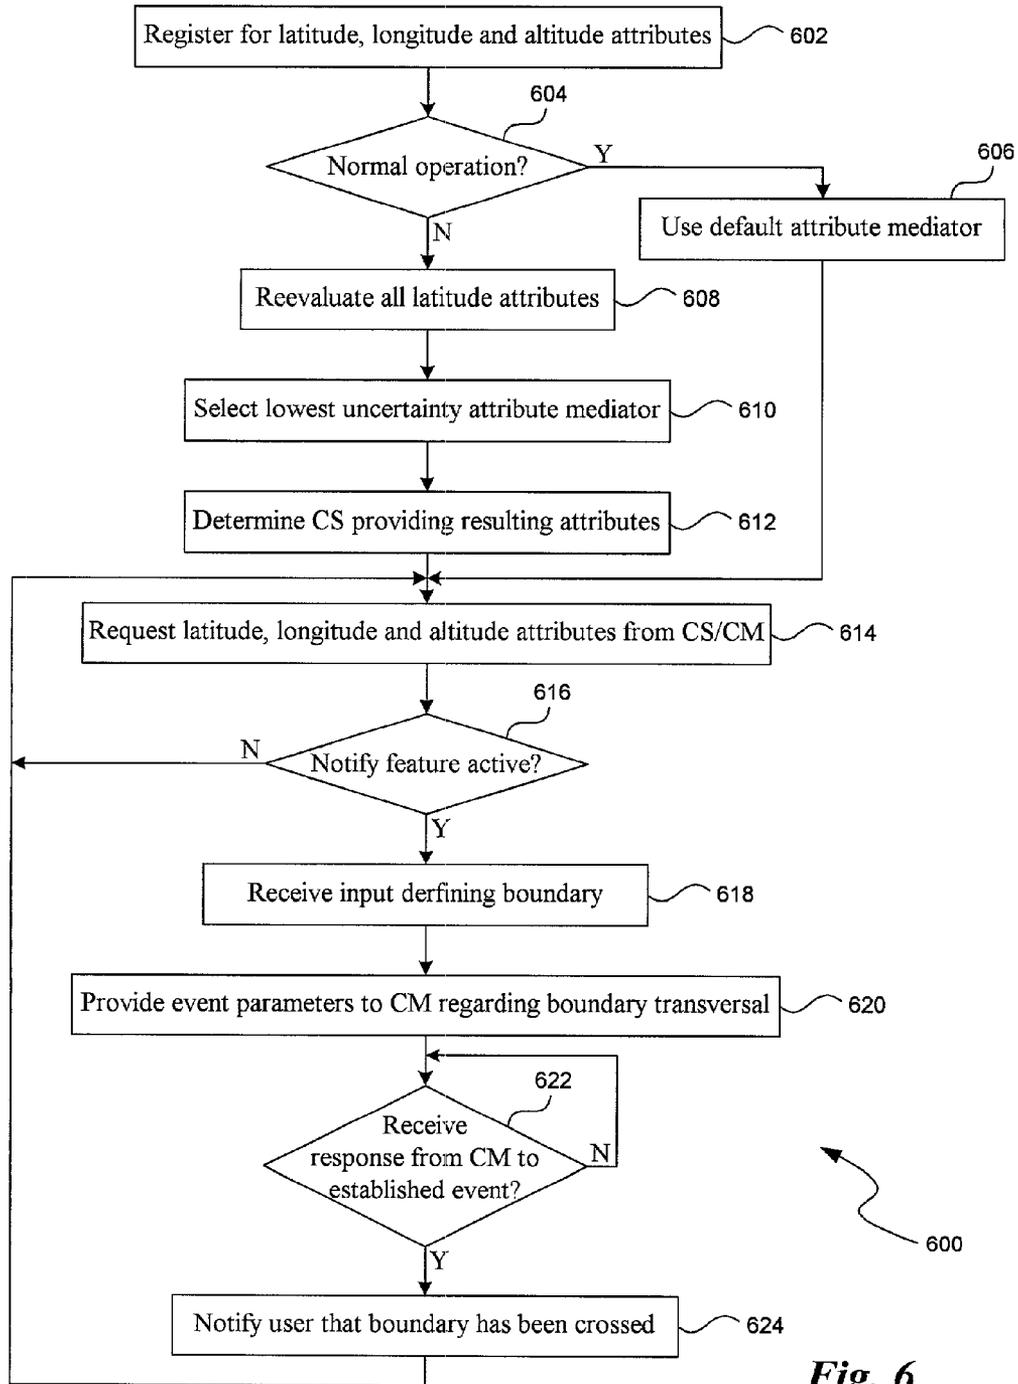 Register for latitude, longitude and altitude attributes
602
604
Normal operation?
Y
606
Use default attribute mediator
N
Reevaluate all latitude attributes
608
Select lowest uncertainty attribute mediator
610
Determine CS providing resulting attributes
612
Request latitude, longitude and altitude attributes from CS/CM
614
616
N
Notify feature active?
Y
Receive input derfining boundary
618
Provide event parameters to CM regarding boundary transversal
620
622
Receive
response from CM to
established event?
N
600
Y
Notify user that boundary has been crossed
624
Fig. 6